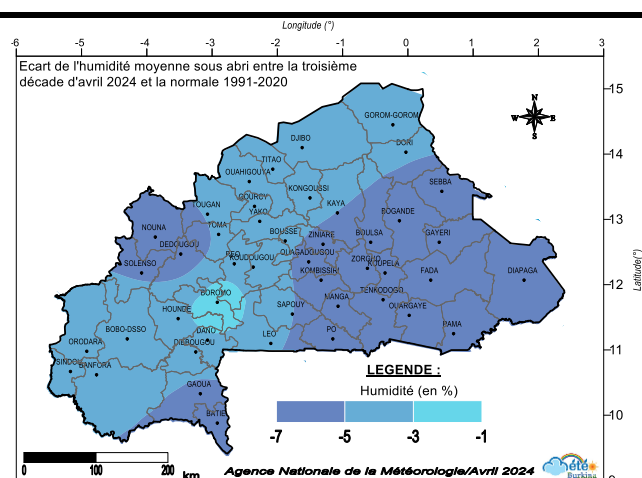 Longitude (°)
-6 -5 -4 -3 -2 -1 0 1 2 3
Ecart de l'humidité moyenne sous abri entre la troisième
décade d'avril 2024 et la normale 1991-2020
15
14
13
12
11
10
9
Latitude(°)
N
W E
S
GOROM-GOROM
DJIBO
DORI
TITAO
OUAHIGOUYA
SEBBA
KONGOUSSI
GOURCY
TOUGAN
YAKO
KAYA
BOGANDE
NOUNA
TOMA
BOUSSE
ZINIARE
BOULSA
GAYERI
DEDOUGOU
REO
KOUDOUGOU
OUAGADOUGOU
ZORGHO
KOUPELA
SOLENSO
KOMBISSIRI
FADA
DIAPAGA
BOROMO
TENKODOGO
HOUNDE
SAPOUY
MANGA
OUARGAYE
BOBO-DSSO
DANO
LEO
PO
PAMA
ORODARA
DIEBOUGOU
SINDOU
BANFORA
GAOUA
BATIE
LEGENDE :
Humidité (en %)
-7 -5 -3 -1
0 100 200
km
Agence Nationale de la Météorologie/Avril 2024
météo
Burkina